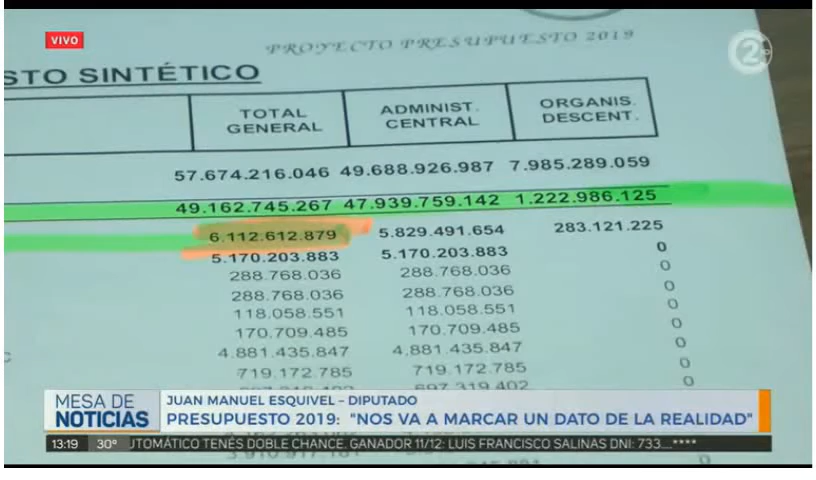 VIVO
PROYECTO PRESUPUESTO 2019
2
STO SINTÉTICO
TOTAL GENERAL
ADMINIST. CENTRAL
ORGANIS. DESCENT.
57.674.216.046 49.688.926.987 7.985.289.059
49.162.745.267 47.939.759.142 1.222.986.125
6.112.612.879 5.829.491.654 283.121.225
5.170.203.883 5.170.203.883 0
288.768.036 288.768.036 0
288.768.036 288.768.036 0
118.058.551 118.058.551 0
170.709.485 170.709.485 0
4.881.435.847 4.881.435.847 0
719.172.785 719.172.785 0
697.319.402 0
MESA DE NOTICIAS
JUAN MANUEL ESQUIVEL – DIPUTADO
PRESUPUESTO 2019: "NOS VA A MARCAR UN DATO DE LA REALIDAD"
13:19 30° UTOMÁTICO TENÉS DOBLE CHANCE. GANADOR 11/12: LUIS FRANCISCO SALINAS DNI: 733...****
0